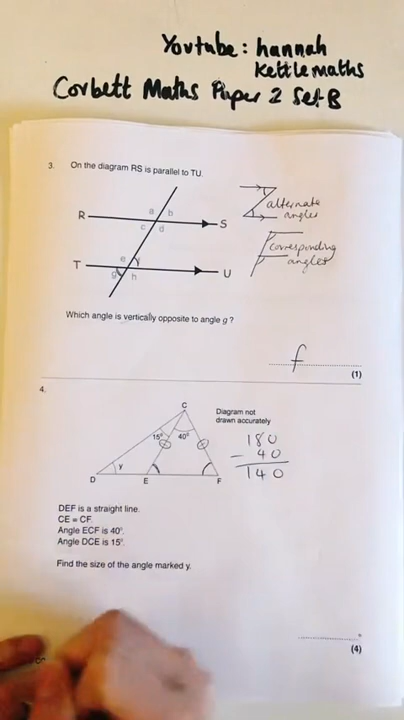 Youtube: hannah
Kettlemaths
Corbett Maths Paper 2 Set B
3. On the diagram RS is parallel to TU.
a b
R S
c d
e
T U
g h
Z alternate
angles
F corresponding
angles
Which angle is vertically opposite to angle g?
f
(1)
4.
C
Diagram not
drawn accurately
15° 40°
y
D E F
180
- 40
140
DEF is a straight line.
CE = CF.
Angle ECF is 40°.
Angle DCE is 15°.
Find the size of the angle marked y.
°
(4)